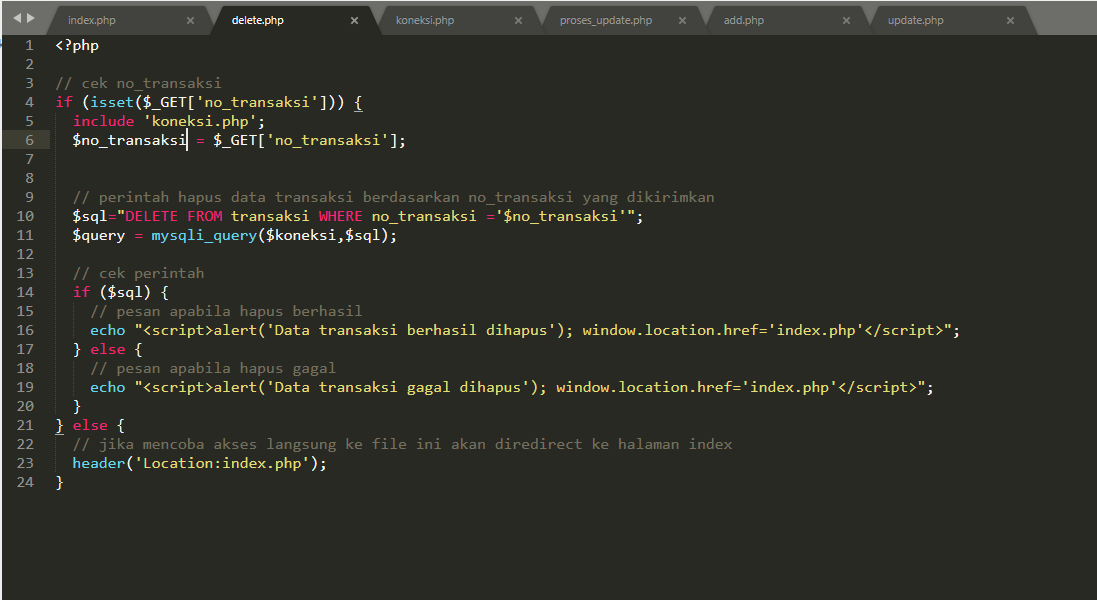 index.php × delete.php × koneksi.php × proses_update.php × add.php × update.php ×
1 <?php
2
3 // cek no_transaksi
4 if (isset($_GET['no_transaksi'])) {
5 include 'koneksi.php';
6 $no_transaksi = $_GET['no_transaksi'];
7
8
9 // perintah hapus data transaksi berdasarkan no_transaksi yang dikirimkan
10 $sql="DELETE FROM transaksi WHERE no_transaksi ='$no_transaksi'";
11 $query = mysqli_query($koneksi,$sql);
12
13 // cek perintah
14 if ($sql) {
15 // pesan apabila hapus berhasil
16 echo "<script>alert('Data transaksi berhasil dihapus'); window.location.href='index.php'</script>";
17 } else {
18 // pesan apabila hapus gagal
19 echo "<script>alert('Data transaksi gagal dihapus'); window.location.href='index.php'</script>";
20 }
21 } else {
22 // jika mencoba akses langsung ke file ini akan diredirect ke halaman index
23 header('Location:index.php');
24 }